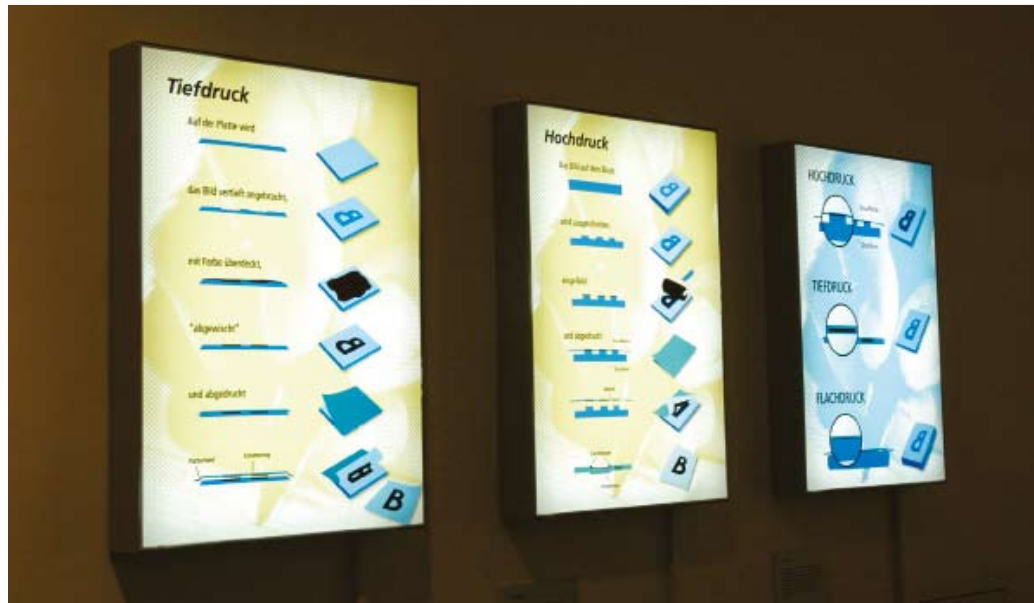 Tiefdruck
Auf der Platte wird
das Bild vertieft angebracht,
mit Farbe überdeckt,
"abgewischt"
und abgedruckt
B
Hochdruck
Das Bild auf dem Block
wird ausgeschnitten,
eingefärbt
und abgedruckt
B
HOCHDRUCK
TIEFDRUCK
FLACHDRUCK